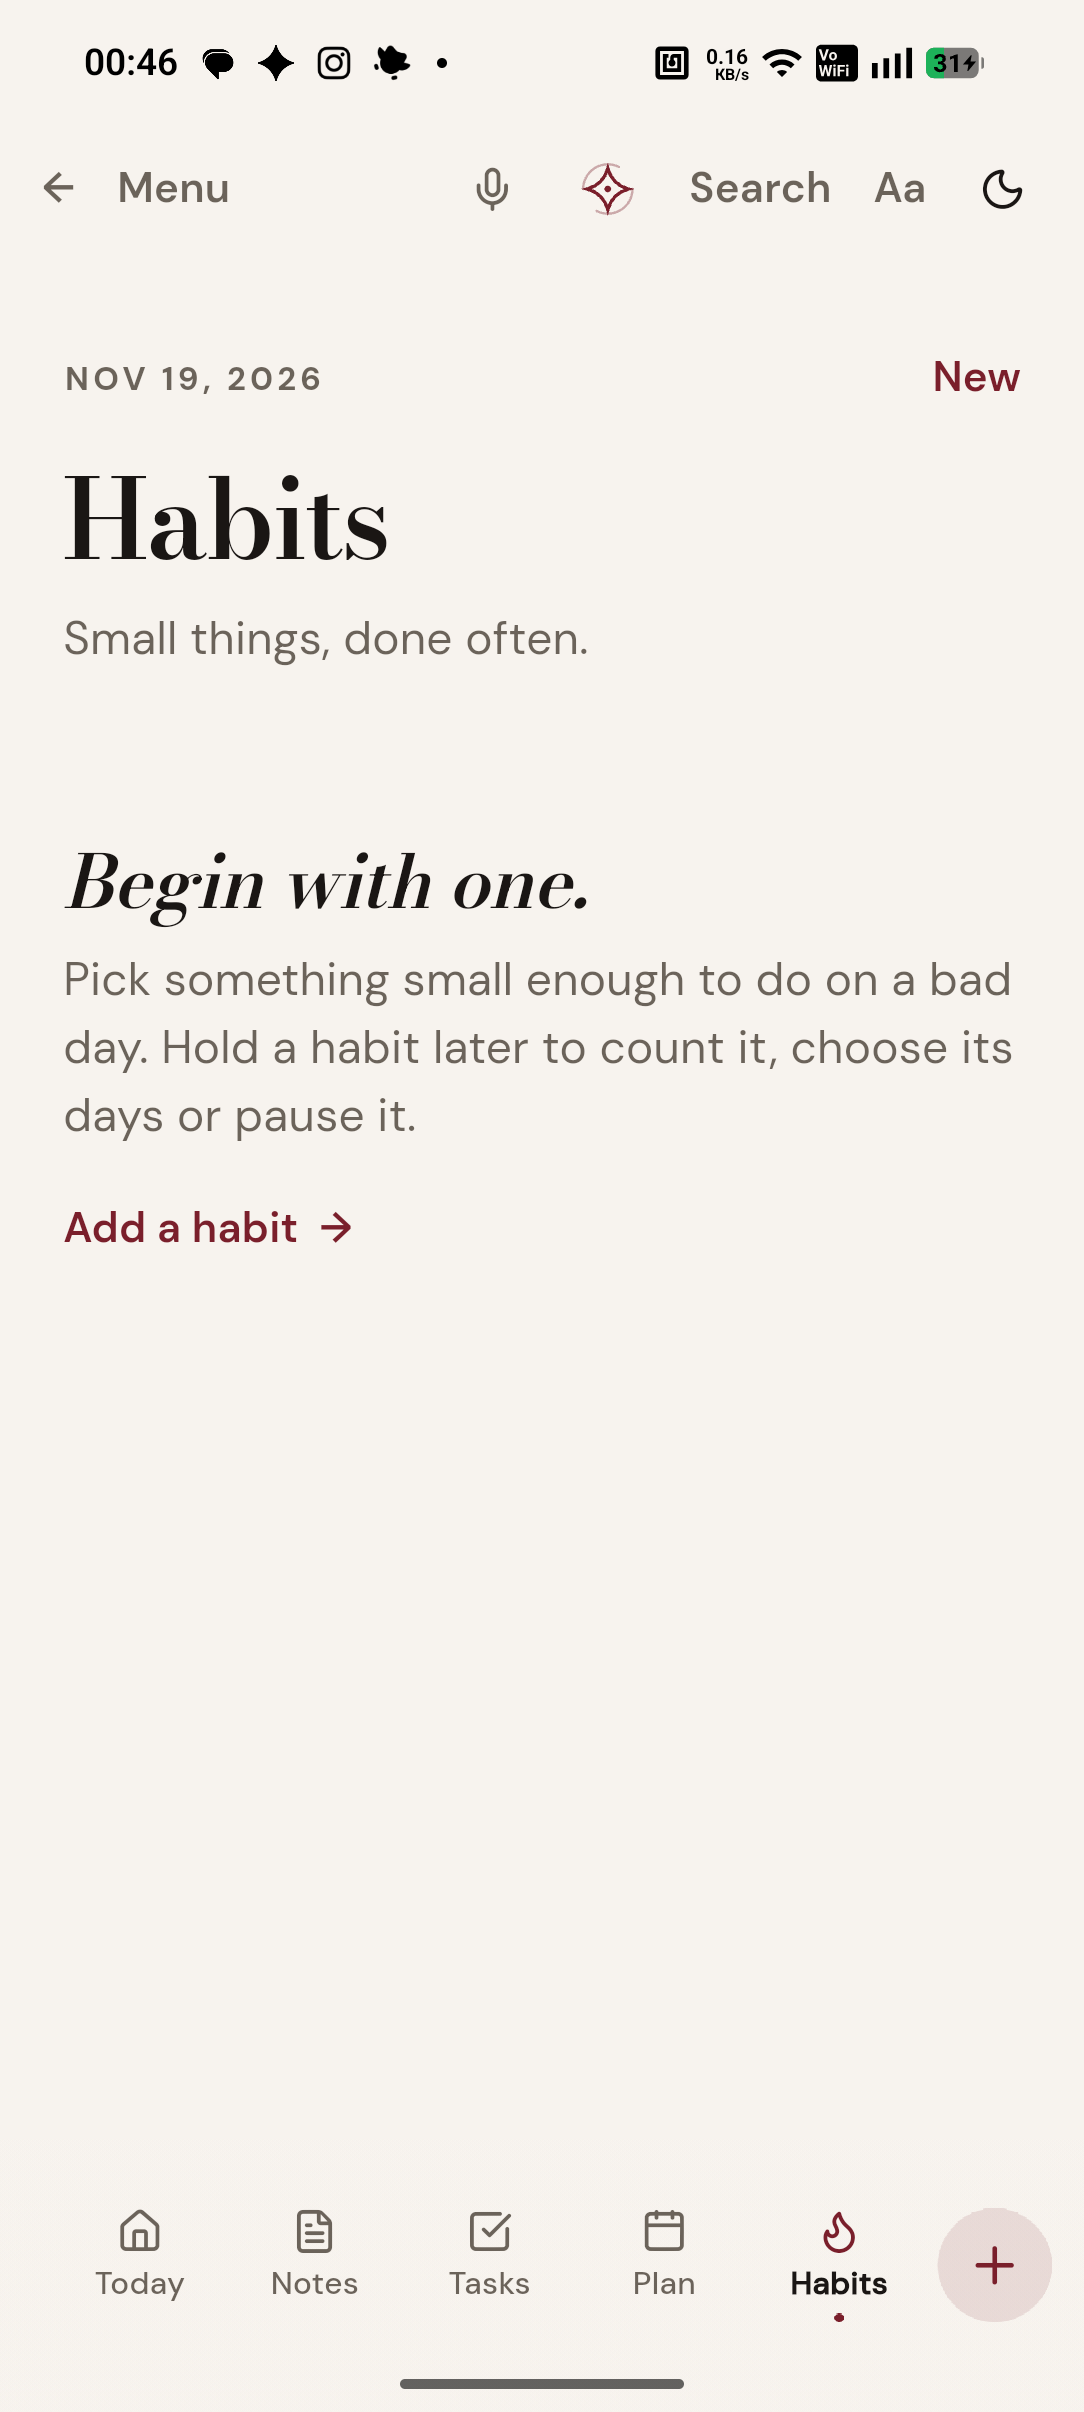 00:46
0.16
KB/s
Vo
WiFi
31
Menu
Search
Aa
NOV 19, 2026
New
Habits
Small things, done often.
Begin with one.
Pick something small enough to do on a bad
day. Hold a habit later to count it, choose its
days or pause it.
Add a habit →
Today
Notes
Tasks
Plan
Habits